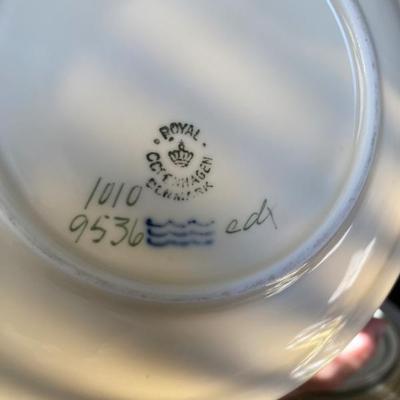 ROYAL
COPENHAGEN
DENMARK
1010
9536 edx